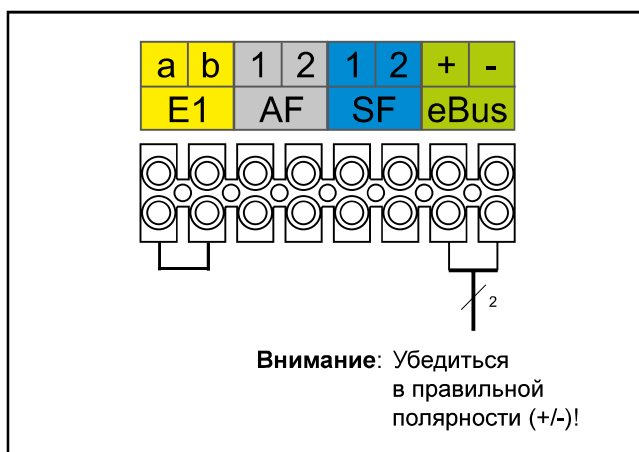 a b 1 2 1 2 + -
E1 AF SF eBus
2
Внимание: Убедиться
в правильной
полярности (+/-)!